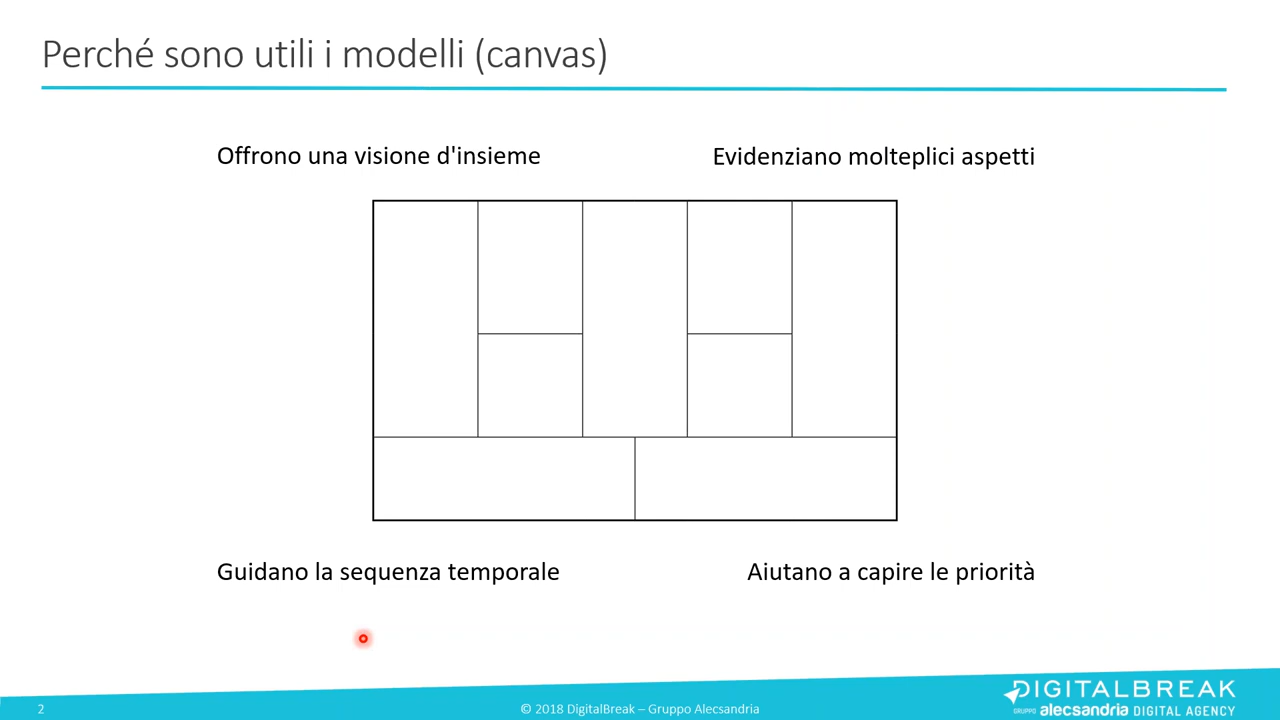 Perché sono utili i modelli (canvas)
Offrono una visione d'insieme
Evidenziano molteplici aspetti
Guidano la sequenza temporale
Aiutano a capire le priorità
2
© 2018 DigitalBreak – Gruppo Alecsandria
DIGITALBREAK
GRUPPO alecsandria DIGITAL AGENCY